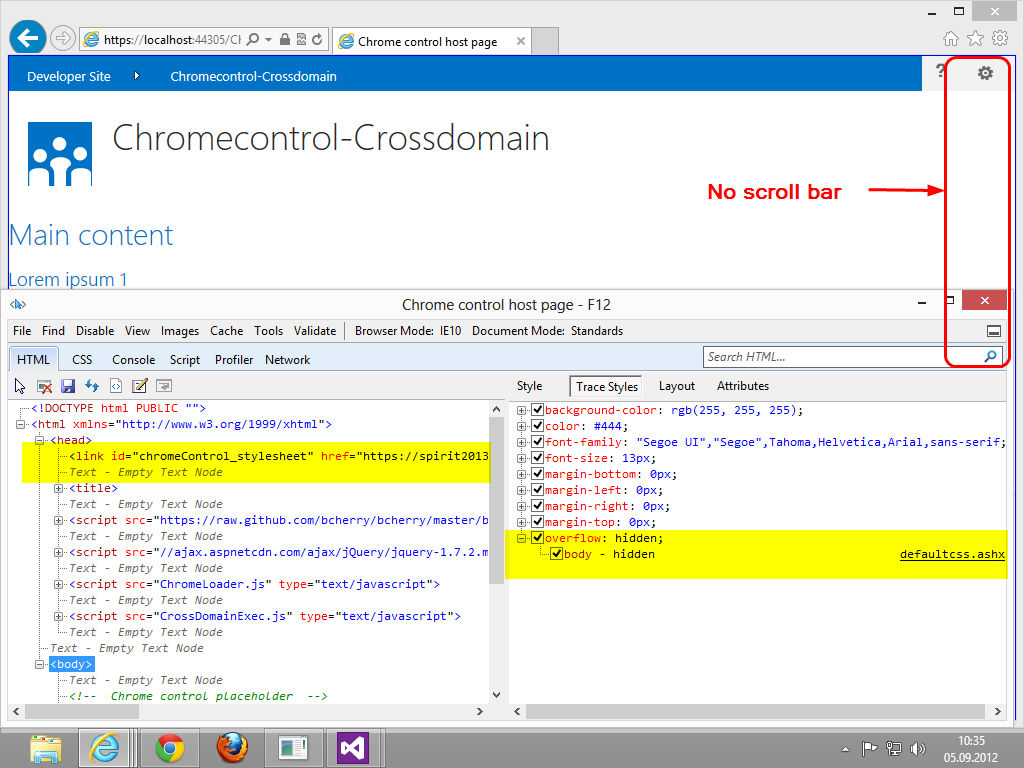 https://localhost:44305/Cl
Chrome control host page
Developer Site
Chromecontrol-Crossdomain
?
Chromecontrol-Crossdomain
No scroll bar
Main content
Lorem ipsum 1
Chrome control host page - F12
File Find Disable View Images Cache Tools Validate Browser Mode: IE10 Document Mode: Standards
HTML CSS Console Script Profiler Network
Search HTML...
Style Trace Styles Layout Attributes
<!DOCTYPE html PUBLIC "">
<html xmlns="http://www.w3.org/1999/xhtml">
<head>
<link id="chromeControl_stylesheet" href="https://spirit2013
Text - Empty Text Node
<title>
Text - Empty Text Node
<script src="https://raw.github.com/bcherry/bcherry/master/b
Text - Empty Text Node
<script src="//ajax.aspnetcdn.com/ajax/jQuery/jquery-1.7.2.m
Text - Empty Text Node
<script src="ChromeLoader.js" type="text/javascript">
Text - Empty Text Node
<script src="CrossDomainExec.js" type="text/javascript">
Text - Empty Text Node
Text - Empty Text Node
<body>
Text - Empty Text Node
<!-- Chrome control placeholder -->
background-color: rgb(255, 255, 255);
color: #444;
font-family: "Segoe UI","Segoe",Tahoma,Helvetica,Arial,sans-serif;
font-size: 13px;
margin-bottom: 0px;
margin-left: 0px;
margin-right: 0px;
margin-top: 0px;
overflow: hidden;
body - hidden defaultcss.ashx
10:35
05.09.2012